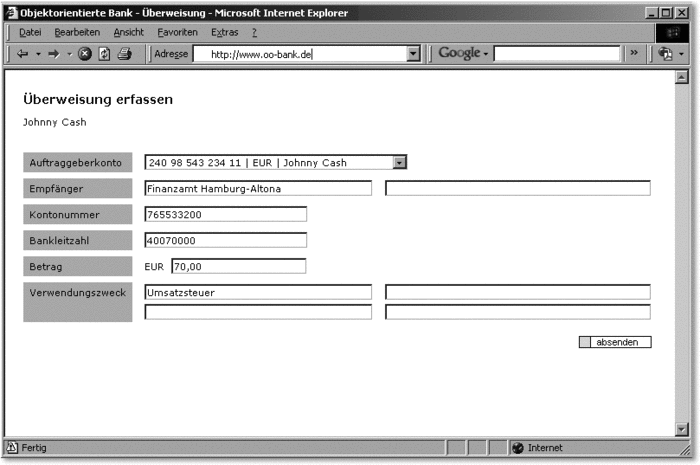 Objektorientierte Bank - Überweisung - Microsoft Internet Explorer
Datei Bearbeiten Ansicht Favoriten Extras ?
Adresse http://www.oo-bank.de Google »
Überweisung erfassen
Johnny Cash
Auftraggeberkonto 240 98 543 234 11 | EUR | Johnny Cash
Empfänger Finanzamt Hamburg-Altona
Kontonummer 765533200
Bankleitzahl 40070000
Betrag EUR 70,00
Verwendungszweck Umsatzsteuer
absenden
Fertig Internet